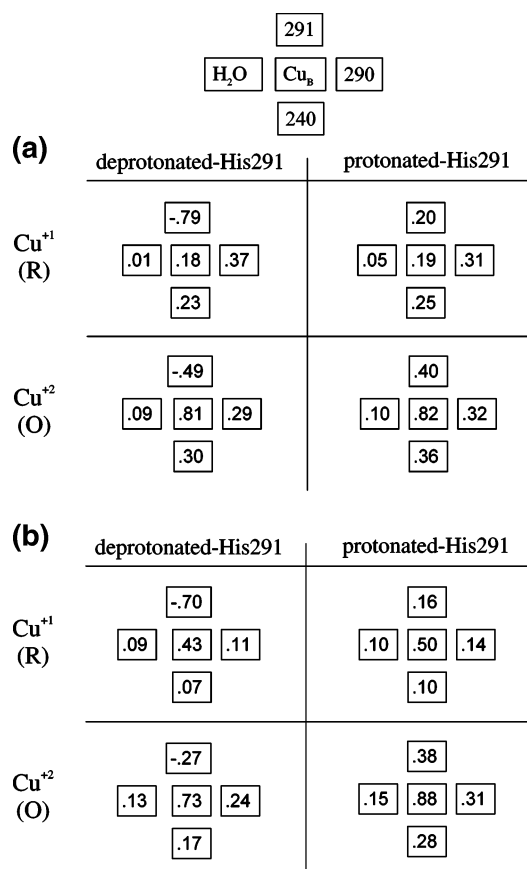 291
H₂O Cu_B 290
240
(a)
deprotonated-His291 protonated-His291
-.79 .20
Cu⁺¹
(R)
.01 .18 .37 .05 .19 .31
.23 .25
-.49 .40
Cu⁺²
(O)
.09 .81 .29 .10 .82 .32
.30 .36
(b)
deprotonated-His291 protonated-His291
-.70 .16
Cu⁺¹
(R)
.09 .43 .11 .10 .50 .14
.07 .10
-.27 .38
Cu⁺²
(O)
.13 .73 .24 .15 .88 .31
.17 .28